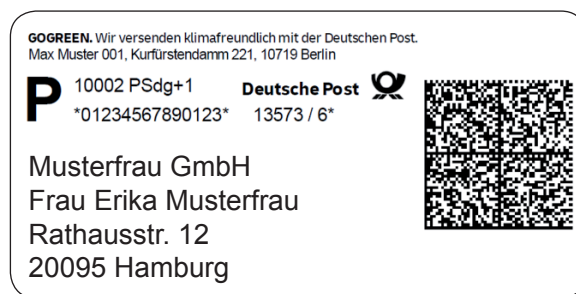 GOGREEN. Wir versenden klimafreundlich mit der Deutschen Post.
Max Muster 001, Kurfürstendamm 221, 10719 Berlin
P 10002 PSdg+1 Deutsche Post
*01234567890123* 13573 / 6*
Musterfrau GmbH
Frau Erika Musterfrau
Rathausstr. 12
20095 Hamburg